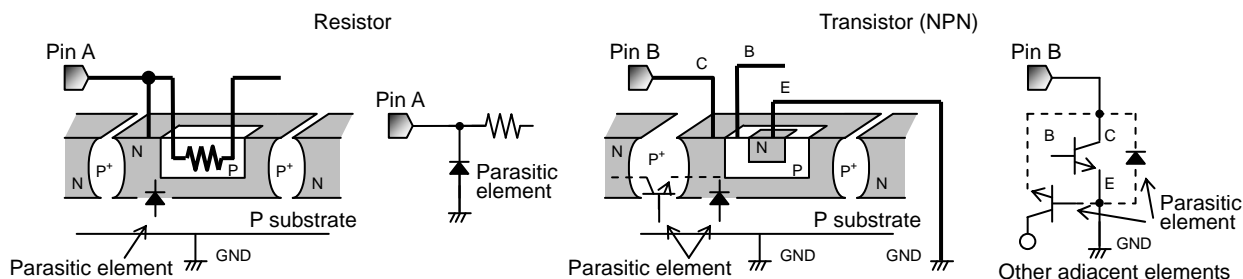 Resistor
Transistor (NPN)
Pin A
Pin B
B
C
E
Pin B
Pin A
N
P
N
P+
P+
N
Parasitic element
P substrate
Parasitic element
GND
N
P+
N
P
P+
N
P substrate
Parasitic element
GND
GND
B
C
E
Parasitic element
GND
Other adjacent elements